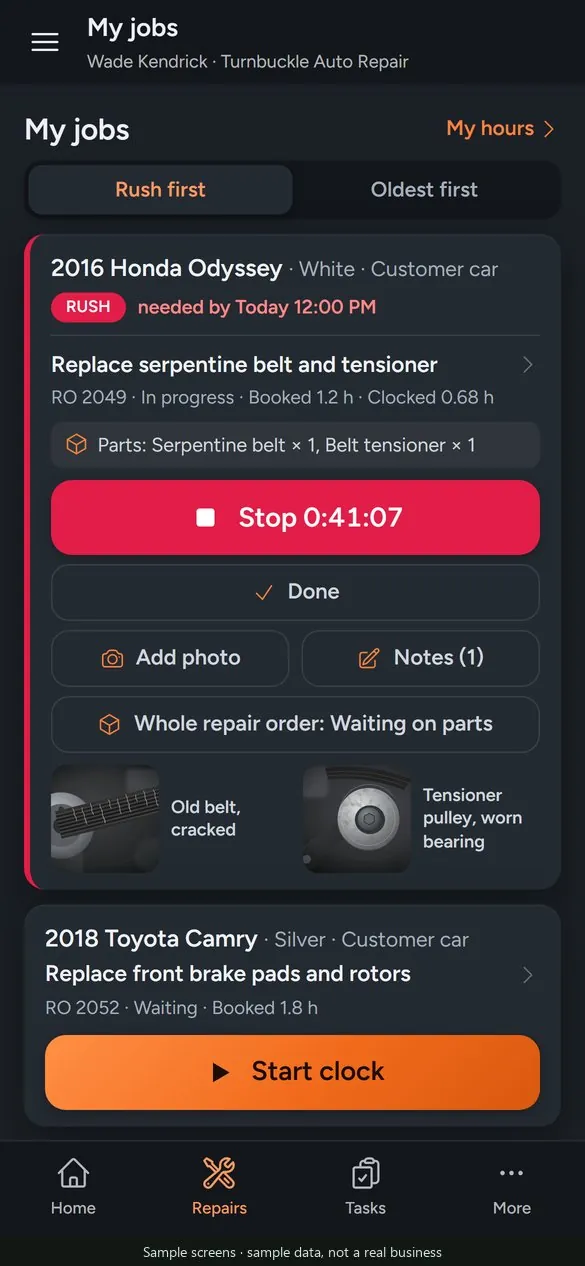 My jobs
Wade Kendrick · Turnbuckle Auto Repair
My jobs
My hours
Rush first
Oldest first
2016 Honda Odyssey · White · Customer car
RUSH needed by Today 12:00 PM
Replace serpentine belt and tensioner
RO 2049 · In progress · Booked 1.2 h · Clocked 0.68 h
Parts: Serpentine belt × 1, Belt tensioner × 1
Stop 0:41:07
Done
Add photo
Notes (1)
Whole repair order: Waiting on parts
Old belt,
cracked
Tensioner
pulley, worn
bearing
2018 Toyota Camry · Silver · Customer car
Replace front brake pads and rotors
RO 2052 · Waiting · Booked 1.8 h
Start clock
Home
Repairs
Tasks
More
Sample screens · sample data, not a real business